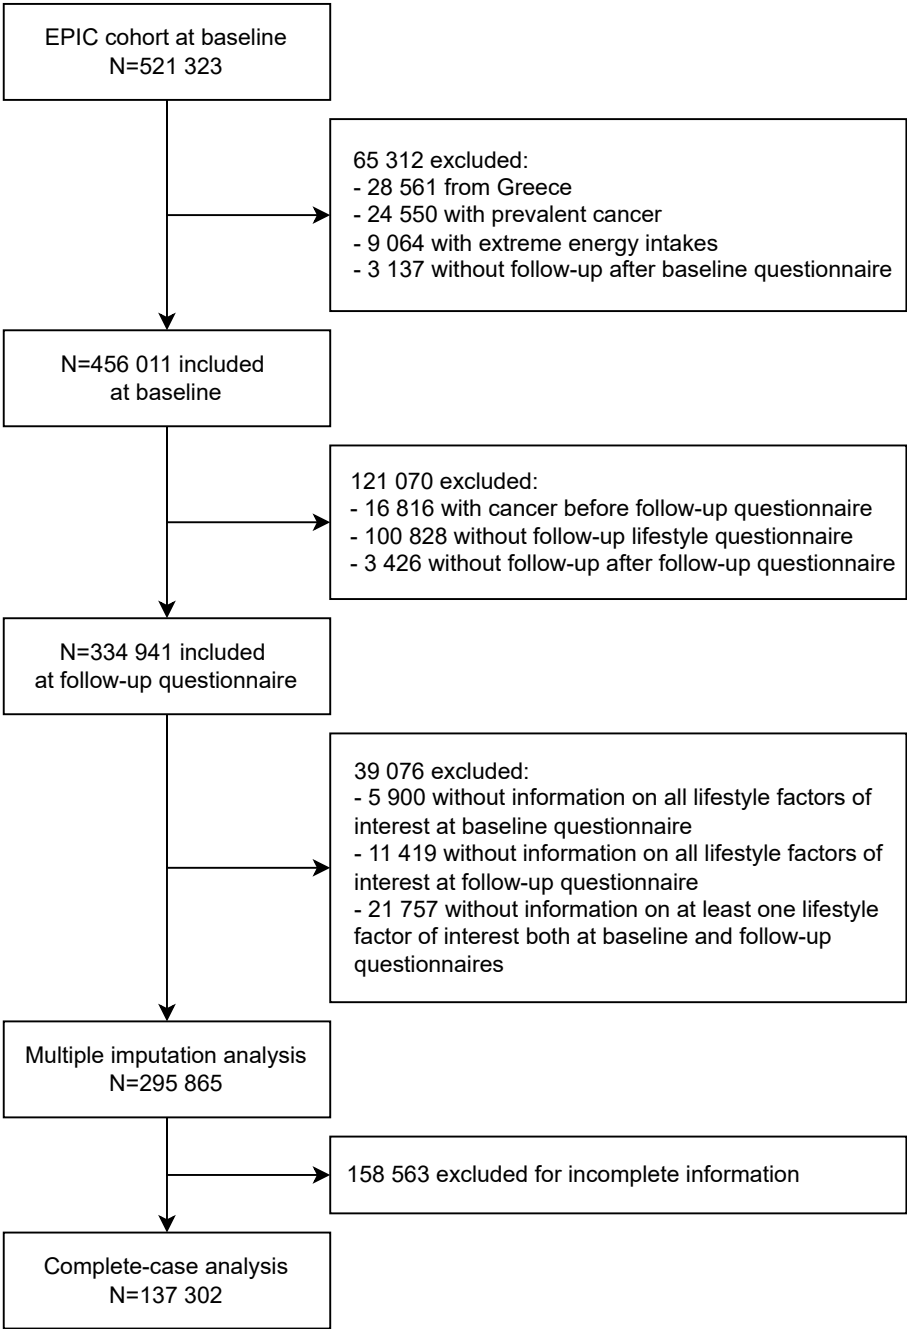 EPIC cohort at baseline
N=521 323
65 312 excluded:
- 28 561 from Greece
- 24 550 with prevalent cancer
- 9 064 with extreme energy intakes
- 3 137 without follow-up after baseline questionnaire
N=456 011 included
at baseline
121 070 excluded:
- 16 816 with cancer before follow-up questionnaire
- 100 828 without follow-up lifestyle questionnaire
- 3 426 without follow-up after follow-up questionnaire
N=334 941 included
at follow-up questionnaire
39 076 excluded:
- 5 900 without information on all lifestyle factors of
interest at baseline questionnaire
- 11 419 without information on all lifestyle factors of
interest at follow-up questionnaire
- 21 757 without information on at least one lifestyle
factor of interest both at baseline and follow-up
questionnaires
Multiple imputation analysis
N=295 865
158 563 excluded for incomplete information
Complete-case analysis
N=137 302